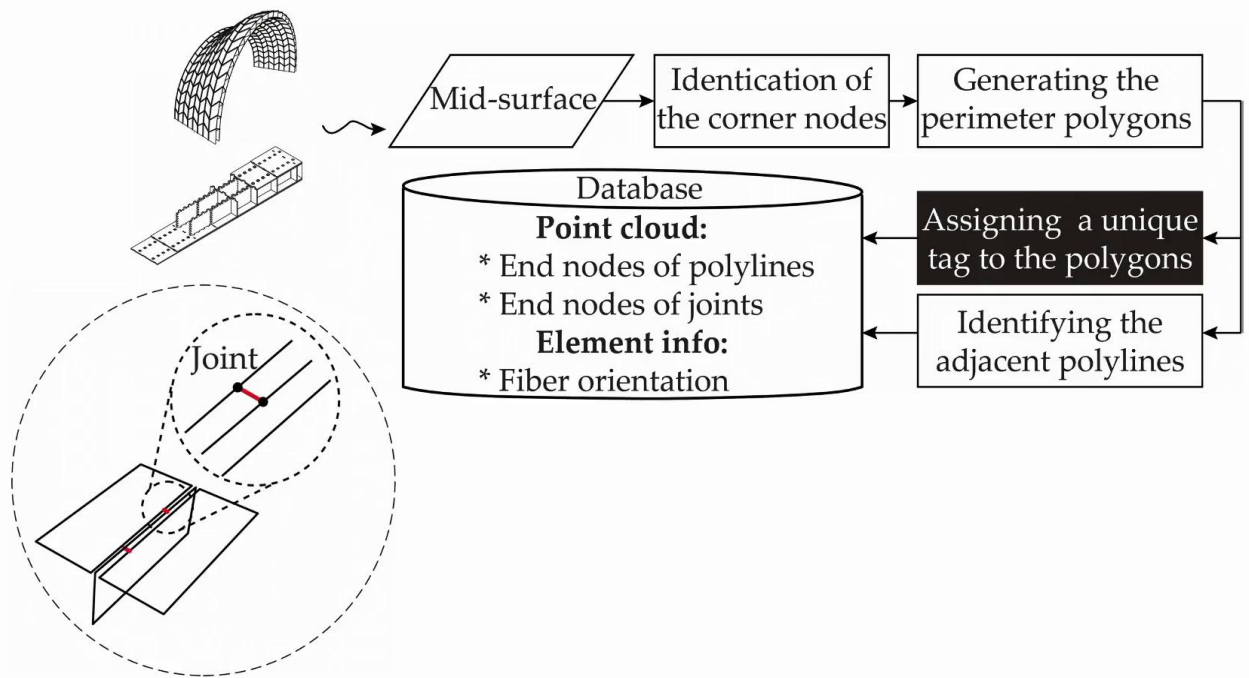 Mid-surface
Identication of
the corner nodes
Generating the
perimeter polygons
Assigning a unique
tag to the polygons
Identifying the
adjacent polylines
Database
Point cloud:
* End nodes of polylines
* End nodes of joints
Element info:
* Fiber orientation
Joint